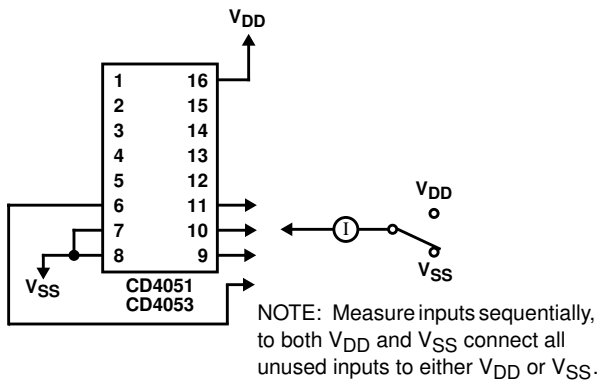 VDD
1 16
2 15
3 14
4 13
5 12
6 11
7 10
8 9
VSS
CD4051
CD4053
I
VDD
VSS
NOTE: Measure inputs sequentially,
to both VDD and VSS connect all
unused inputs to either VDD or VSS.